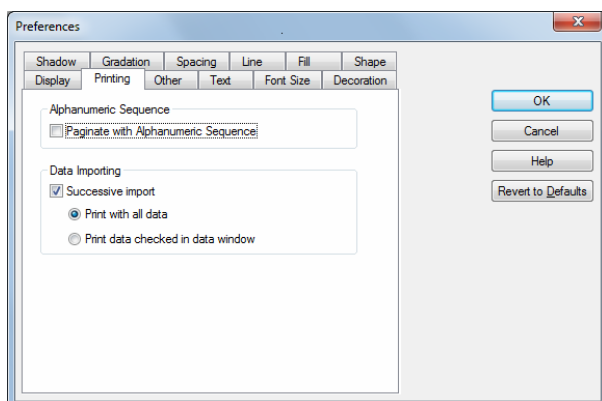 Preferences
Shadow Gradation Spacing Line Fill Shape
Display Printing Other Text Font Size Decoration
Alphanumeric Sequence
Paginate with Alphanumeric Sequence
Data Importing
Successive import
Print with all data
Print data checked in data window
OK
Cancel
Help
Revert to Defaults